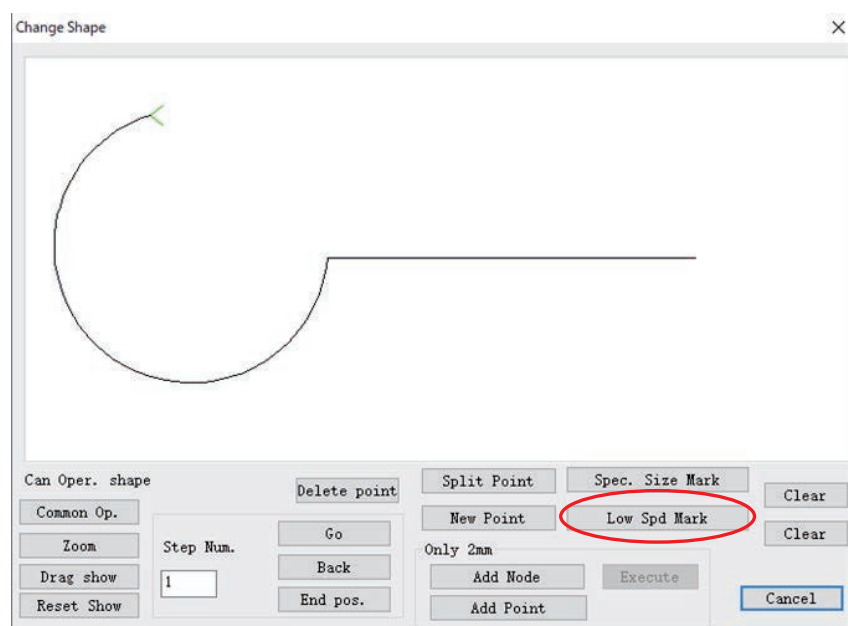 Change Shape
Can Oper. shape
Delete point
Split Point
Spec. Size Mark
Clear
Common Op.
New Point
Low Spd Mark
Clear
Zoom
Step Num.
Go
Only 2mm
Drag show
1
Back
Add Node
Execute
Reset Show
End pos.
Add Point
Cancel